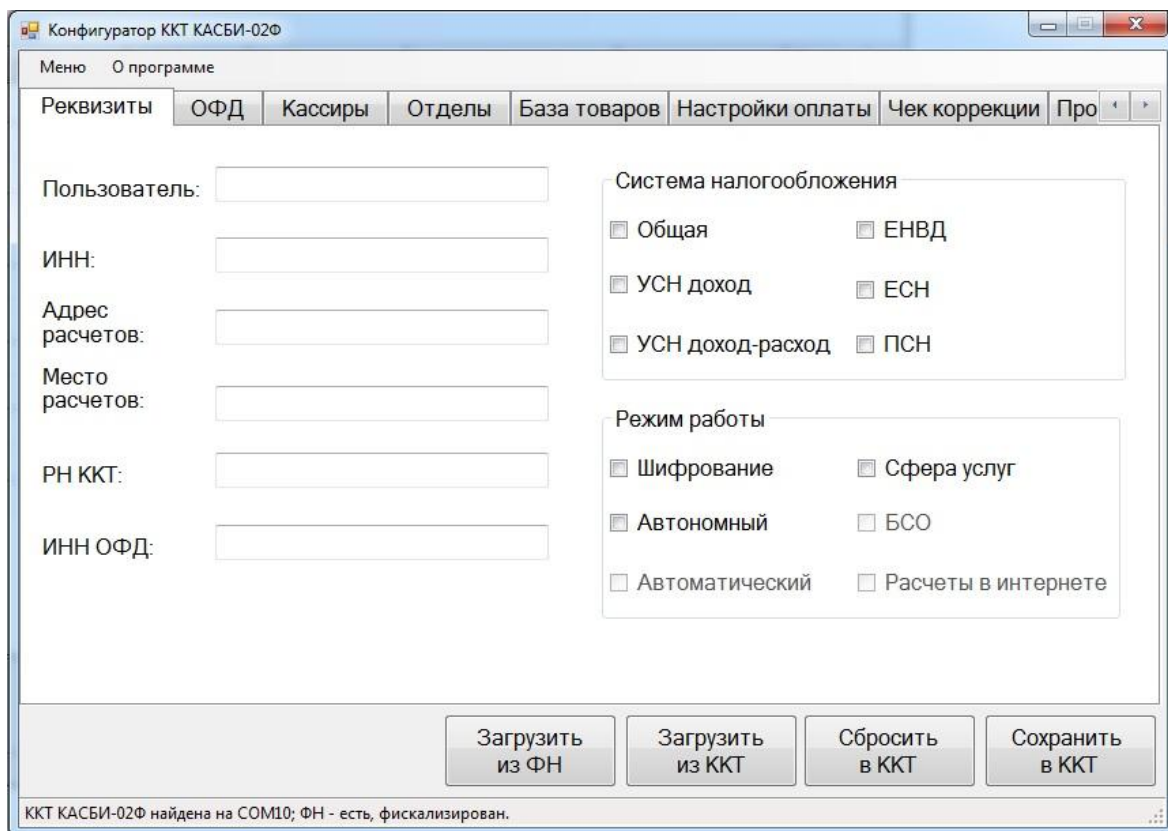 Конфигуратор ККТ КАСБИ-02Ф
Меню О программе
Реквизиты ОФД Кассиры Отделы База товаров Настройки оплаты Чек коррекции Про
Пользователь:
ИНН:
Адрес
расчетов:
Место
расчетов:
РН ККТ:
ИНН ОФД:
Система налогообложения
Общая ЕНВД
УСН доход ЕСН
УСН доход-расход ПСН
Режим работы
Шифрование Сфера услуг
Автономный БСО
Автоматический Расчеты в интернете
Загрузить
из ФН
Загрузить
из ККТ
Сбросить
в ККТ
Сохранить
в ККТ
ККТ КАСБИ-02Ф найдена на COM10; ФН - есть, фискализирован.